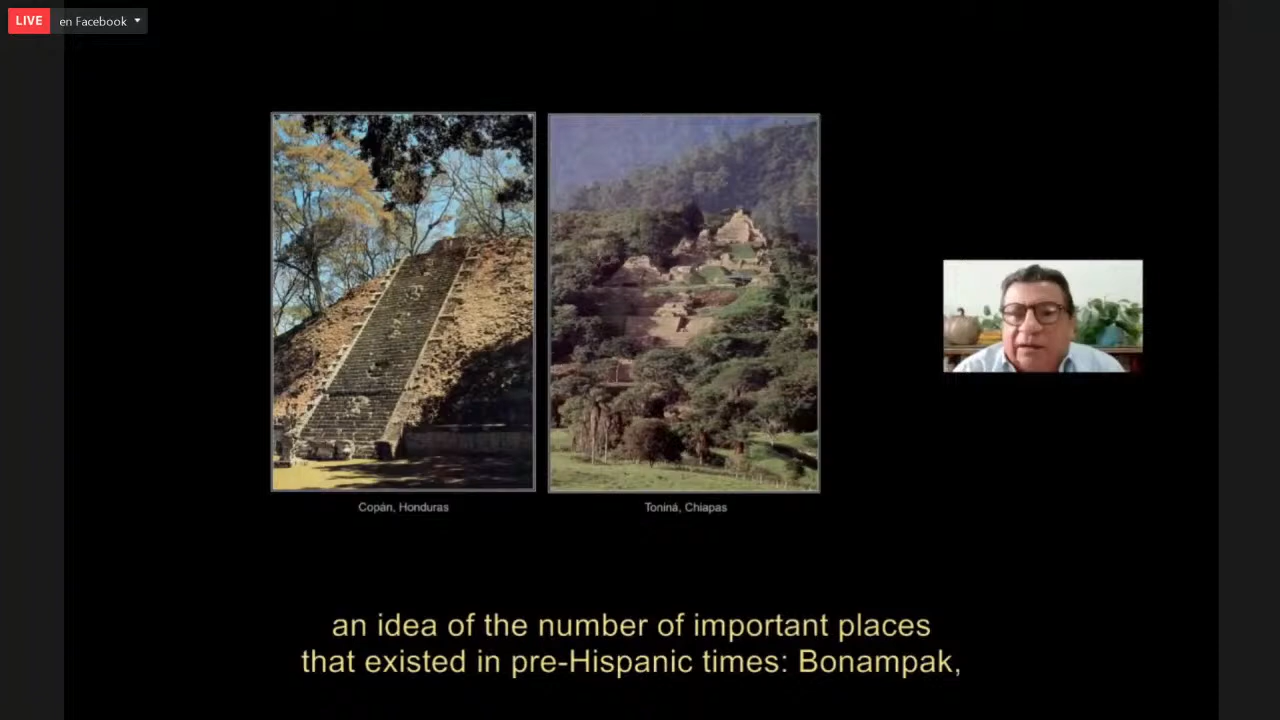 LIVE en Facebook
Copán, Honduras
Toniná, Chiapas
an idea of the number of important places
that existed in pre-Hispanic times: Bonampak,